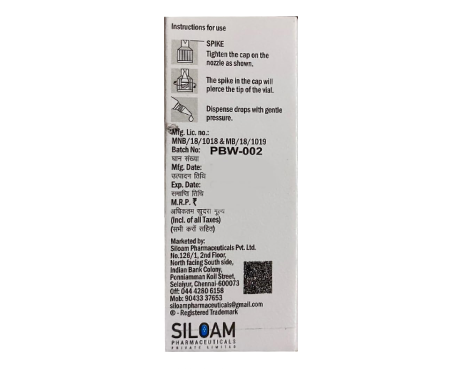 Instructions for use
SPIKE
Tighten the cap on the
nozzle as shown.
The spike in the cap will
pierce the tip of the vial.
Dispense drops with gentle
pressure.
Mfg. Lic. no.:
MNB/18/1018 & MB/18/1019
Batch No: PBW-002
घान संख्या
Mfg. Date:
उत्पादन तिथि
Exp. Date:
समाप्ति तिथि
M.R.P. ₹
अधिकतम खुदरा मूल्य
(Incl. of all Taxes)
(सभी करों सहित)
Marketed by:
Siloam Pharmaceuticals Pvt. Ltd.
No.126/1, 2nd Floor,
North facing South side,
Indian Bank Colony,
Ponniamman Koil Street,
Selaiyur, Chennai-600073
Off: 044 4280 6158
Mob: 90433 37653
siloampharmaceuticals@gmail.com
® - Registered Trademark
SILOAM
PHARMACEUTICALS
PRIVATE LIMITED